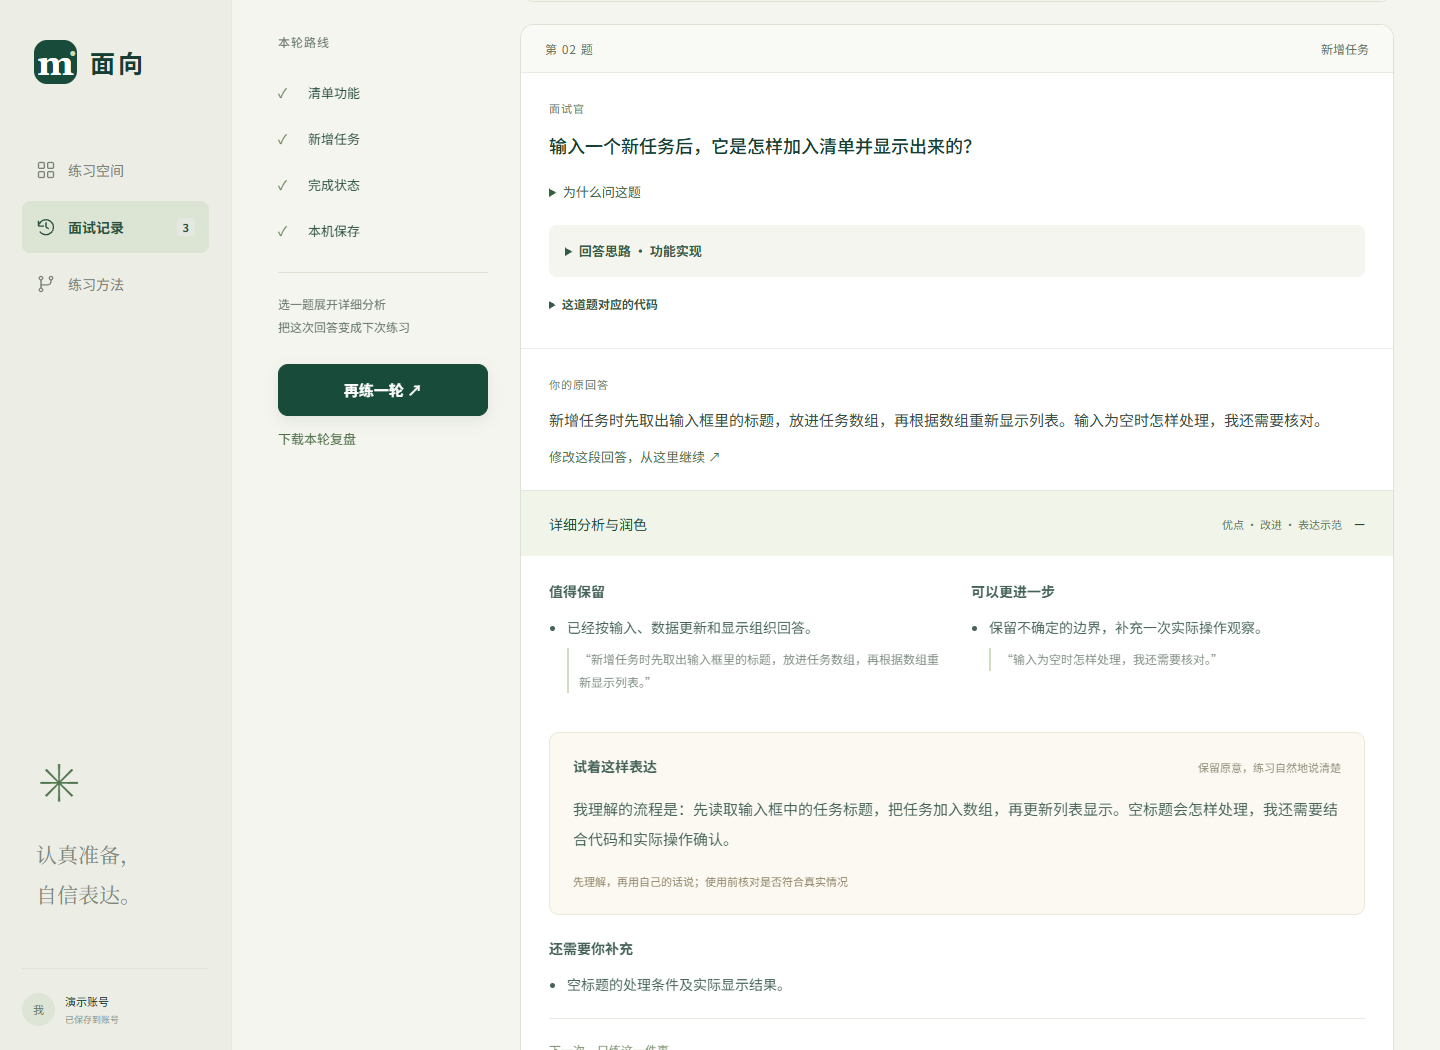 m 面向
练习空间
面试记录 3
练习方法
认真准备，
自信表达。
我
演示账号
已保存到账号
本轮路线
✓ 清单功能
✓ 新增任务
✓ 完成状态
✓ 本机保存
选一题展开详细分析
把这次回答变成下次练习
再练一轮 ↗
下载本轮复盘
第 02 题 新增任务
面试官
输入一个新任务后，它是怎样加入清单并显示出来的？
▶ 为什么问这题
▶ 回答思路 · 功能实现
▶ 这道题对应的代码
你的原回答
新增任务时先取出输入框里的标题，放进任务数组，再根据数组重新显示列表。输入为空时怎样处理，我还需要核对。
修改这段回答，从这里继续 ↗
详细分析与润色 优点 · 改进 · 表达示范 —
值得保留
• 已经按输入、数据更新和显示组织回答。
“新增任务时先取出输入框里的标题，放进任务数组，再根据数组重
新显示列表。”
可以更进一步
• 保留不确定的边界，补充一次实际操作观察。
“输入为空时怎样处理，我还需要核对。”
试着这样表达 保留原意，练习自然地说清楚
我理解的流程是：先读取输入框中的任务标题，把任务加入数组，再更新列表显示。空标题会怎样处理，我还需要结
合代码和实际操作确认。
先理解，再用自己的话说；使用前核对是否符合真实情况
还需要你补充
• 空标题的处理条件及实际显示结果。